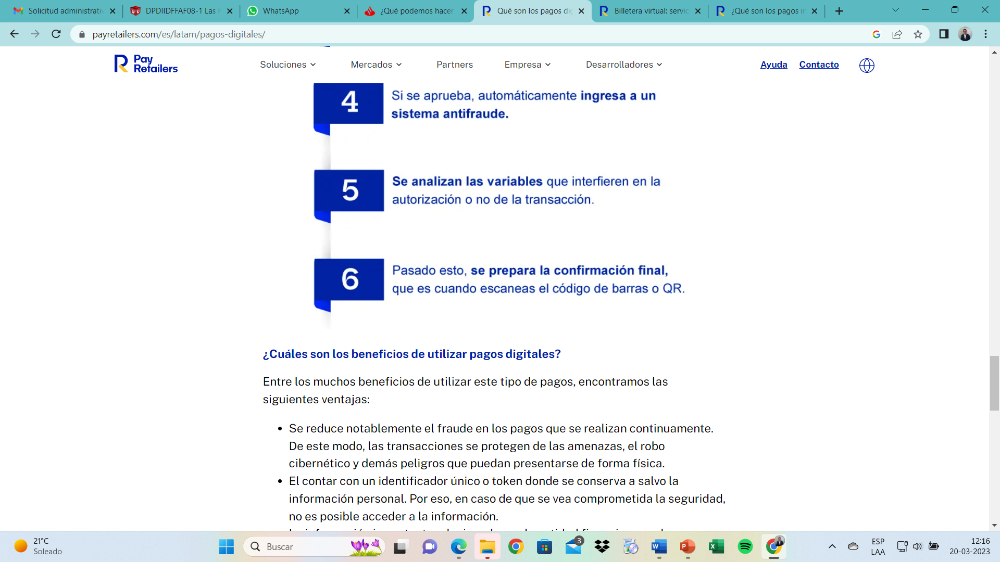 Solicitud administrativ
DPDIIDFFAF08-1 Las F
WhatsApp
¿Qué podemos hacer
Qué son los pagos dig
Billetera virtual: servic
¿Qué son los pagos in
payretailers.com/es/latam/pagos-digitales/
Pay
Retailers
Soluciones
Mercados
Partners
Empresa
Desarrolladores
Ayuda
Contacto
4
Si se aprueba, automáticamente ingresa a un
sistema antifraude.
5
Se analizan las variables que interfieren en la
autorización o no de la transacción.
6
Pasado esto, se prepara la confirmación final,
que es cuando escaneas el código de barras o QR.
¿Cuáles son los beneficios de utilizar pagos digitales?
Entre los muchos beneficios de utilizar este tipo de pagos, encontramos las
siguientes ventajas:
• Se reduce notablemente el fraude en los pagos que se realizan continuamente.
De este modo, las transacciones se protegen de las amenazas, el robo
cibernético y demás peligros que puedan presentarse de forma física.
• El contar con un identificador único o token donde se conserva a salvo la
información personal. Por eso, en caso de que se vea comprometida la seguridad,
no es posible acceder a la información.
21°C
Soleado
Buscar
3
ESP
LAA
12:16
20-03-2023